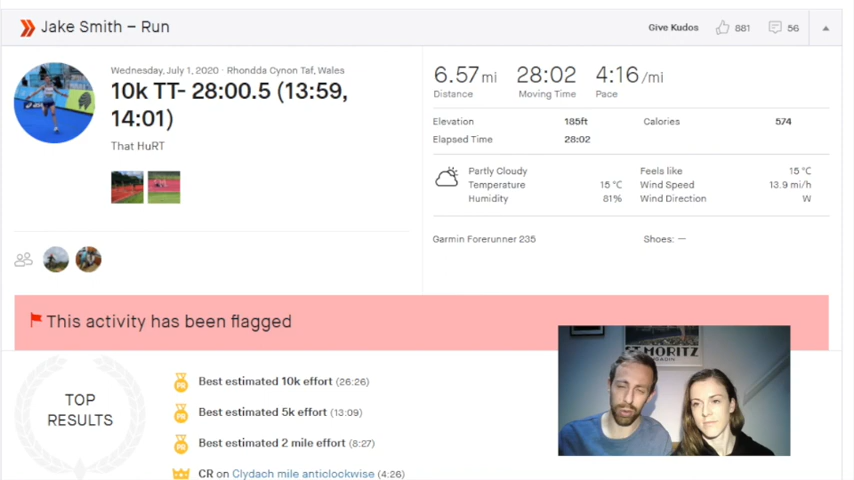 Jake Smith – Run
Give Kudos 881 56
Wednesday, July 1, 2020 · Rhondda Cynon Taf, Wales
10k TT- 28:00.5 (13:59,
14:01)
That HuRT
6.57 mi 28:02 4:16 /mi
Distance Moving Time Pace
Elevation 185ft Calories 574
Elapsed Time 28:02
Partly Cloudy Feels like 15 ℃
Temperature 15 ℃ Wind Speed 13.9 mi/h
Humidity 81% Wind Direction W
Garmin Forerunner 235 Shoes: —
This activity has been flagged
TOP
RESULTS
PR Best estimated 10k effort (26:26)
PR Best estimated 5k effort (13:09)
PR Best estimated 2 mile effort (8:27)
CR on Clydach mile anticlockwise (4:26)
ST. MORITZ